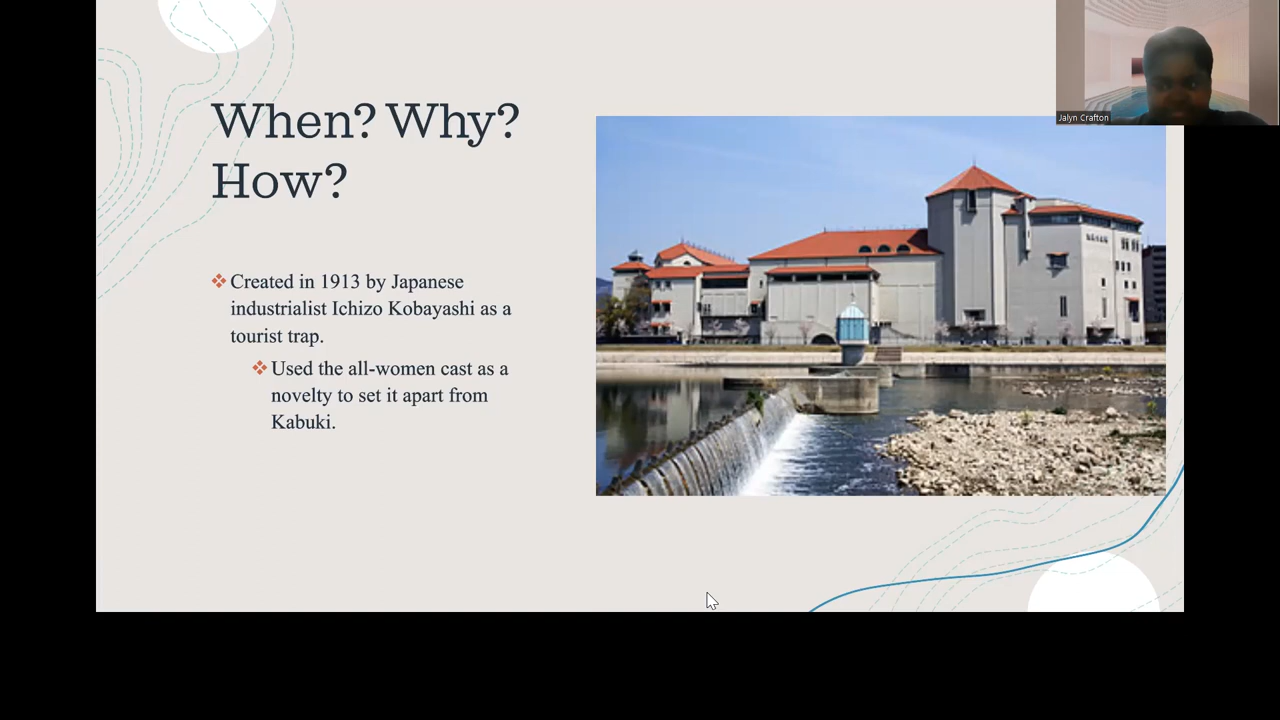 Jalyn Crafton
When? Why?
How?
❖ Created in 1913 by Japanese
industrialist Ichizo Kobayashi as a
tourist trap.
❖ Used the all-women cast as a
novelty to set it apart from
Kabuki.